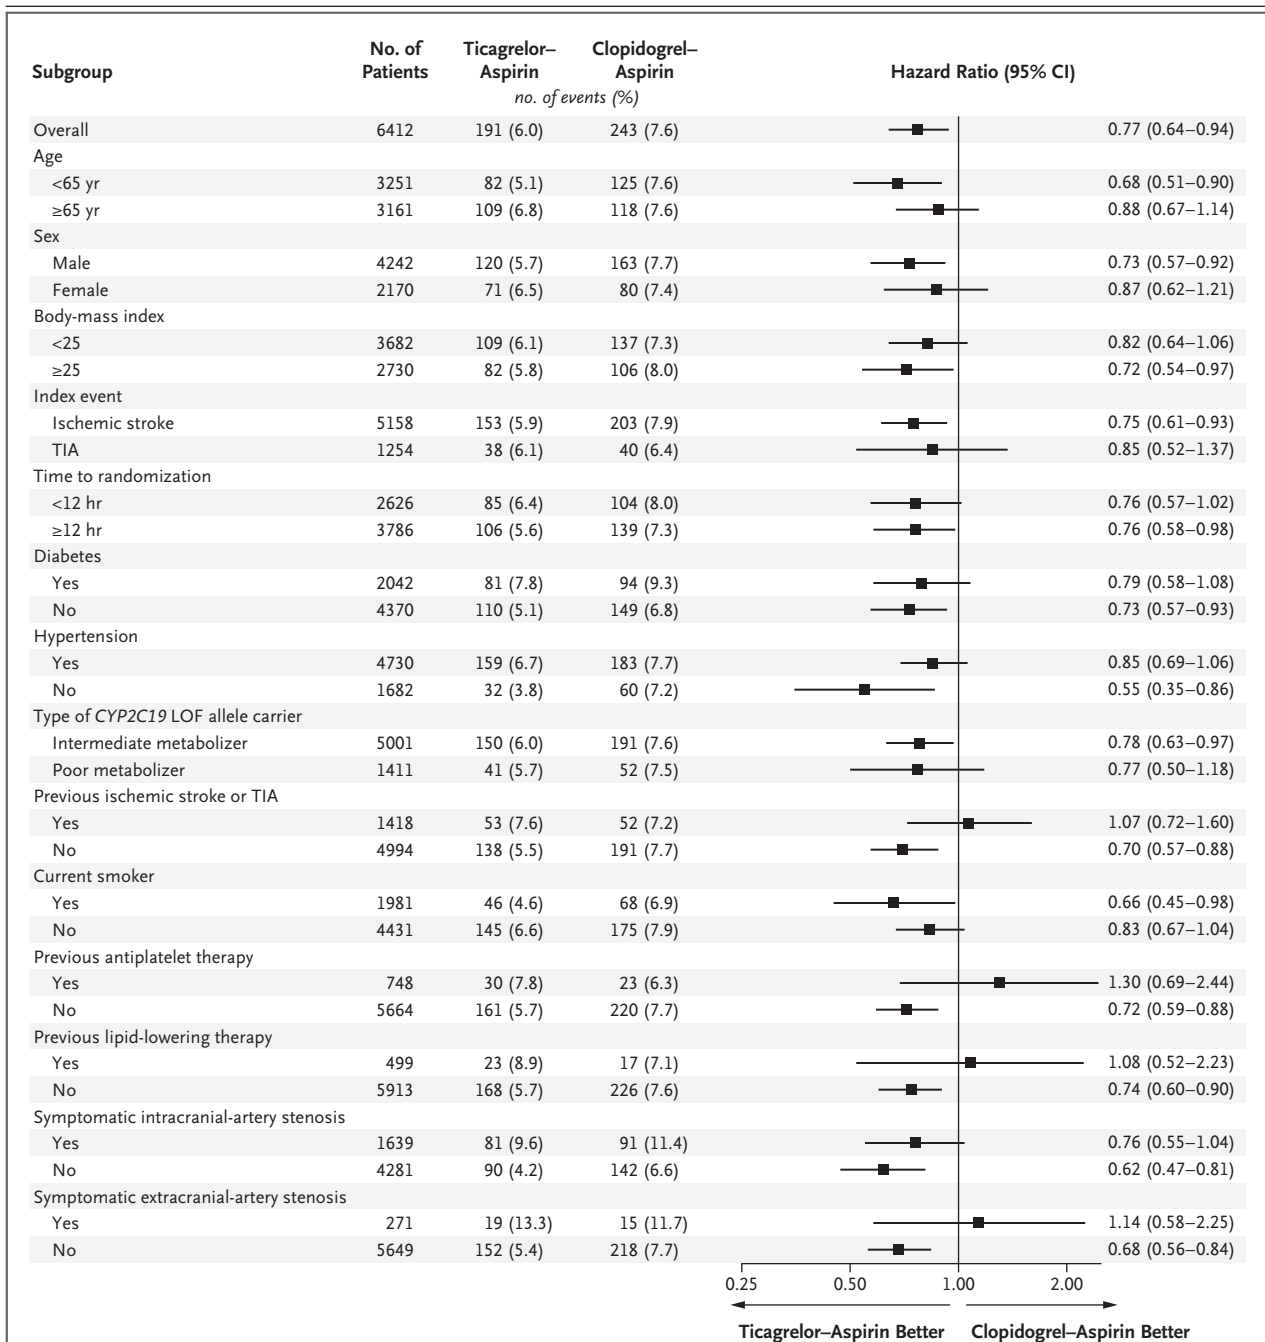 Subgroup No. of Patients Ticagrelor–Aspirin Clopidogrel–Aspirin Hazard Ratio (95% CI)
no. of events (%)
Overall 6412 191 (6.0) 243 (7.6) 0.77 (0.64–0.94)
Age
<65 yr 3251 82 (5.1) 125 (7.6) 0.68 (0.51–0.90)
≥65 yr 3161 109 (6.8) 118 (7.6) 0.88 (0.67–1.14)
Sex
Male 4242 120 (5.7) 163 (7.7) 0.73 (0.57–0.92)
Female 2170 71 (6.5) 80 (7.4) 0.87 (0.62–1.21)
Body-mass index
<25 3682 109 (6.1) 137 (7.3) 0.82 (0.64–1.06)
≥25 2730 82 (5.8) 106 (8.0) 0.72 (0.54–0.97)
Index event
Ischemic stroke 5158 153 (5.9) 203 (7.9) 0.75 (0.61–0.93)
TIA 1254 38 (6.1) 40 (6.4) 0.85 (0.52–1.37)
Time to randomization
<12 hr 2626 85 (6.4) 104 (8.0) 0.76 (0.57–1.02)
≥12 hr 3786 106 (5.6) 139 (7.3) 0.76 (0.58–0.98)
Diabetes
Yes 2042 81 (7.8) 94 (9.3) 0.79 (0.58–1.08)
No 4370 110 (5.1) 149 (6.8) 0.73 (0.57–0.93)
Hypertension
Yes 4730 159 (6.7) 183 (7.7) 0.85 (0.69–1.06)
No 1682 32 (3.8) 60 (7.2) 0.55 (0.35–0.86)
Type of CYP2C19 LOF allele carrier
Intermediate metabolizer 5001 150 (6.0) 191 (7.6) 0.78 (0.63–0.97)
Poor metabolizer 1411 41 (5.7) 52 (7.5) 0.77 (0.50–1.18)
Previous ischemic stroke or TIA
Yes 1418 53 (7.6) 52 (7.2) 1.07 (0.72–1.60)
No 4994 138 (5.5) 191 (7.7) 0.70 (0.57–0.88)
Current smoker
Yes 1981 46 (4.6) 68 (6.9) 0.66 (0.45–0.98)
No 4431 145 (6.6) 175 (7.9) 0.83 (0.67–1.04)
Previous antiplatelet therapy
Yes 748 30 (7.8) 23 (6.3) 1.30 (0.69–2.44)
No 5664 161 (5.7) 220 (7.7) 0.72 (0.59–0.88)
Previous lipid-lowering therapy
Yes 499 23 (8.9) 17 (7.1) 1.08 (0.52–2.23)
No 5913 168 (5.7) 226 (7.6) 0.74 (0.60–0.90)
Symptomatic intracranial-artery stenosis
Yes 1639 81 (9.6) 91 (11.4) 0.76 (0.55–1.04)
No 4281 90 (4.2) 142 (6.6) 0.62 (0.47–0.81)
Symptomatic extracranial-artery stenosis
Yes 271 19 (13.3) 15 (11.7) 1.14 (0.58–2.25)
No 5649 152 (5.4) 218 (7.7) 0.68 (0.56–0.84)
0.25 0.50 1.00 2.00
Ticagrelor–Aspirin Better Clopidogrel–Aspirin Better